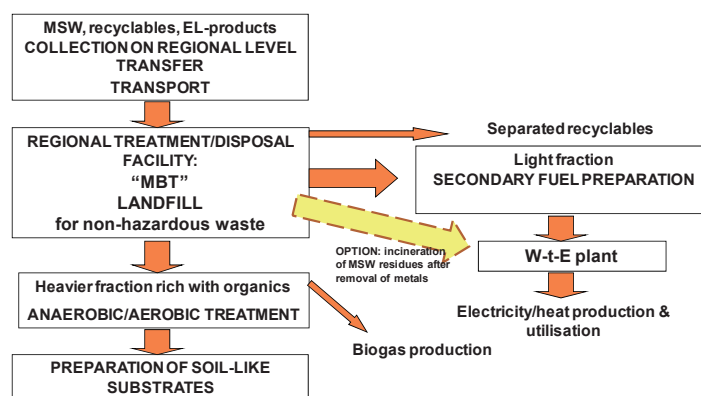 MSW, recyclables, EL-products
COLLECTION ON REGIONAL LEVEL
TRANSFER
TRANSPORT
REGIONAL TREATMENT/DISPOSAL
FACILITY:
“MBT”
LANDFILL
for non-hazardous waste
Separated recyclables
Light fraction
SECONDARY FUEL PREPARATION
OPTION: incineration
of MSW residues after
removal of metals
W-t-E plant
Heavier fraction rich with organics
ANAEROBIC/AEROBIC TREATMENT
Electricity/heat production &
utilisation
Biogas production
PREPARATION OF SOIL-LIKE
SUBSTRATES